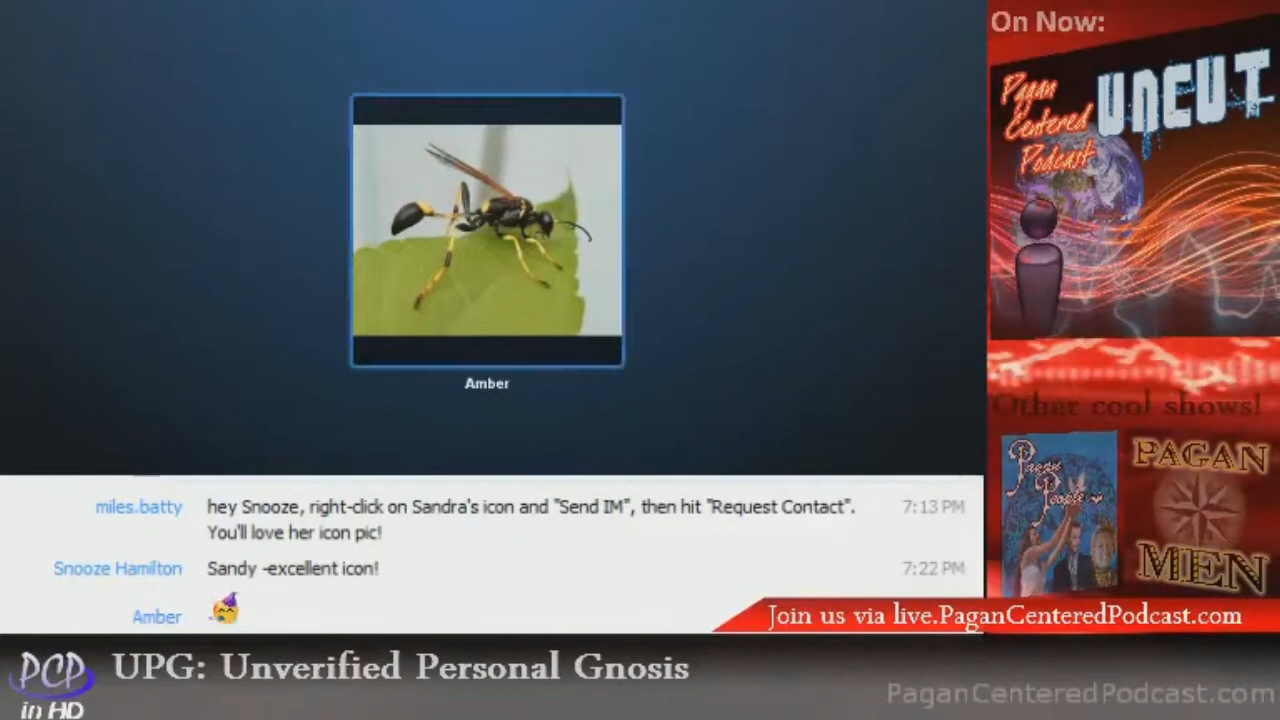 On Now:
Pagan
Centered
Podcast
UNCUT
Amber
Other cool shows!
Pagan
People
PAGAN
MEN
miles.batty hey Snooze, right-click on Sandra's icon and "Send IM", then hit "Request Contact". 7:13 PM
You'll love her icon pic!
Snooze Hamilton Sandy -excellent icon! 7:22 PM
Amber
Join us via live.PaganCenteredPodcast.com
PCP
in HD
UPG: Unverified Personal Gnosis
PaganCenteredPodcast.com